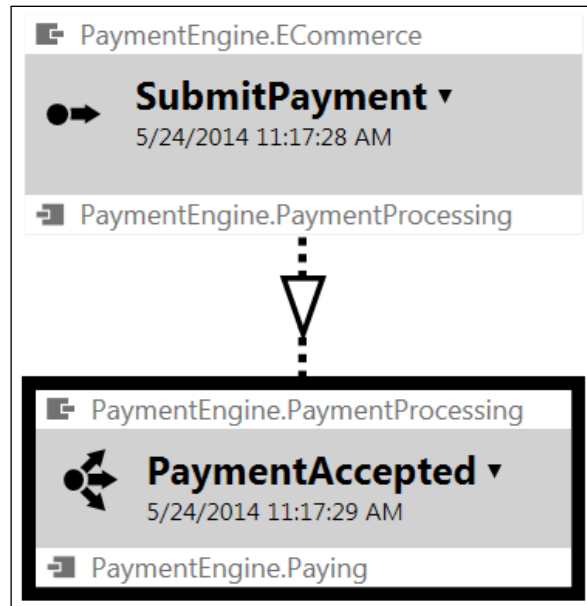 PaymentEngine.ECommerce
SubmitPayment
5/24/2014 11:17:28 AM
PaymentEngine.PaymentProcessing
PaymentEngine.PaymentProcessing
PaymentAccepted
5/24/2014 11:17:29 AM
PaymentEngine.Paying